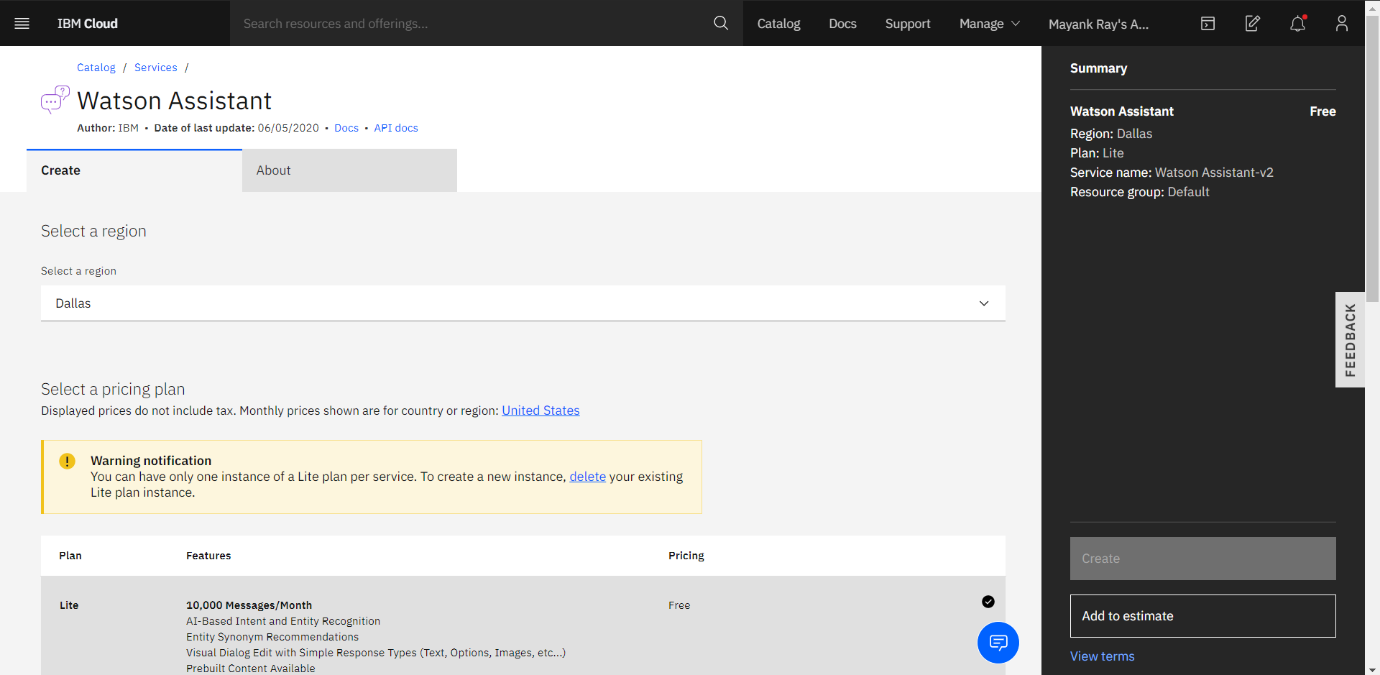 IBM Cloud
Search resources and offerings...
Catalog
Docs
Support
Manage
Mayank Ray's A...
Catalog / Services /
Watson Assistant
Author: IBM • Date of last update: 06/05/2020 • Docs • API docs
Create
About
Select a region
Select a region
Dallas
Select a pricing plan
Displayed prices do not include tax. Monthly prices shown are for country or region: United States
Warning notification
You can have only one instance of a Lite plan per service. To create a new instance, delete your existing
Lite plan instance.
Plan
Features
Pricing
Lite
10,000 Messages/Month
Free
AI-Based Intent and Entity Recognition
Entity Synonym Recommendations
Visual Dialog Edit with Simple Response Types (Text, Options, Images, etc...)
Prebuilt Content Available
Summary
Watson Assistant
Free
Region: Dallas
Plan: Lite
Service name: Watson Assistant-v2
Resource group: Default
FEEDBACK
Create
Add to estimate
View terms